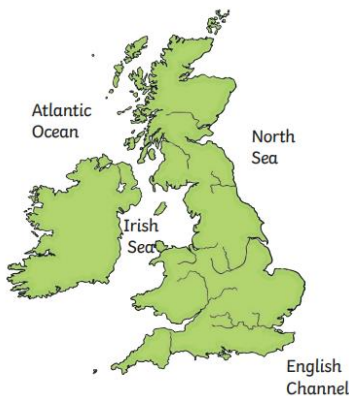 Atlantic
Ocean
North
Sea
Irish
Sea
English
Channel